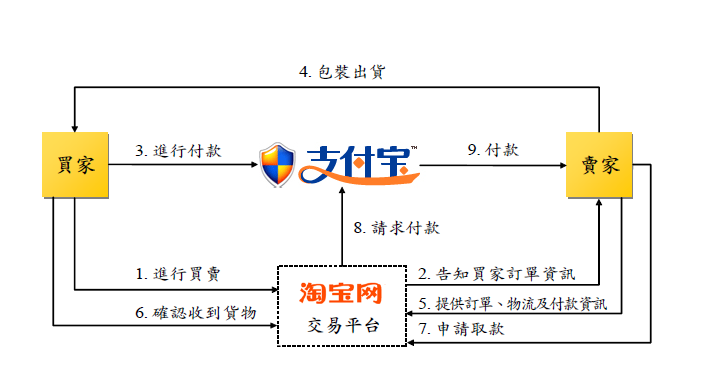 4. 包裝出貨
買家
3. 進行付款
支付宝™
9. 付款
賣家
8. 請求付款
1. 進行買賣
淘宝网
交易平台
2. 告知買家訂單資訊
6. 確認收到貨物
5. 提供訂單、物流及付款資訊
7. 申請取款